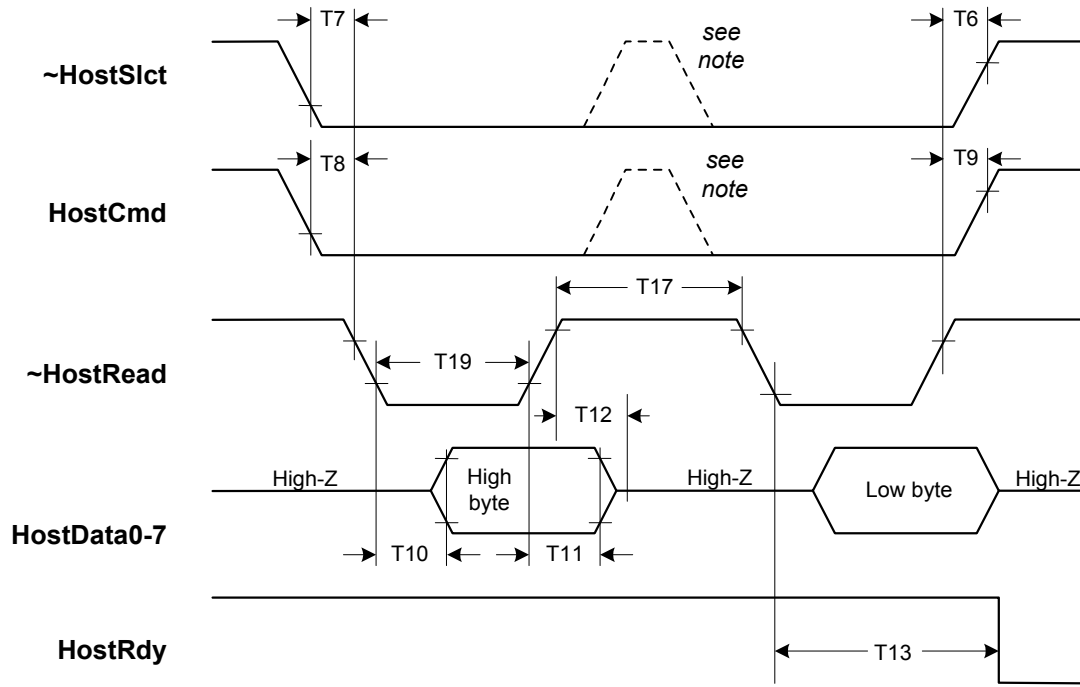 T7
T6
~HostSlct
see
note
T8
T9
HostCmd
see
note
T17
~HostRead
T19
T12
High-Z
High
byte
High-Z
Low byte
High-Z
HostData0-7
T10
T11
HostRdy
T13